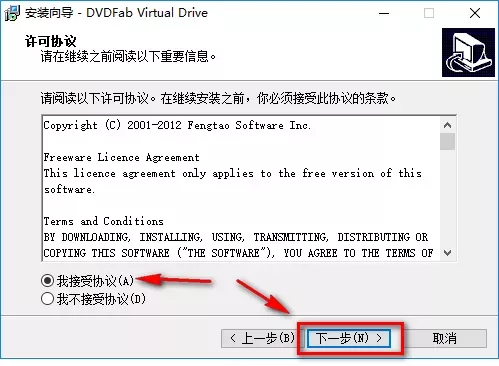 安装向导 - DVDFab Virtual Drive
许可协议
请在继续之前阅读以下重要信息。
请阅读以下许可协议。在继续安装之前，你必须接受此协议的条款。
Copyright (C) 2001-2012 Fengtao Software Inc.
Freeware Licence Agreement
This licence agreement only applies to the free version of this
software.
Terms and Conditions
BY DOWNLOADING, INSTALLING, USING, TRANSMITTING, DISTRIBUTING OR
COPYING THIS SOFTWARE ("THE SOFTWARE"), YOU AGREE TO THE TERMS OF
我接受协议(A)
我不接受协议(D)
< 上一步(B) 下一步(N) > 取消